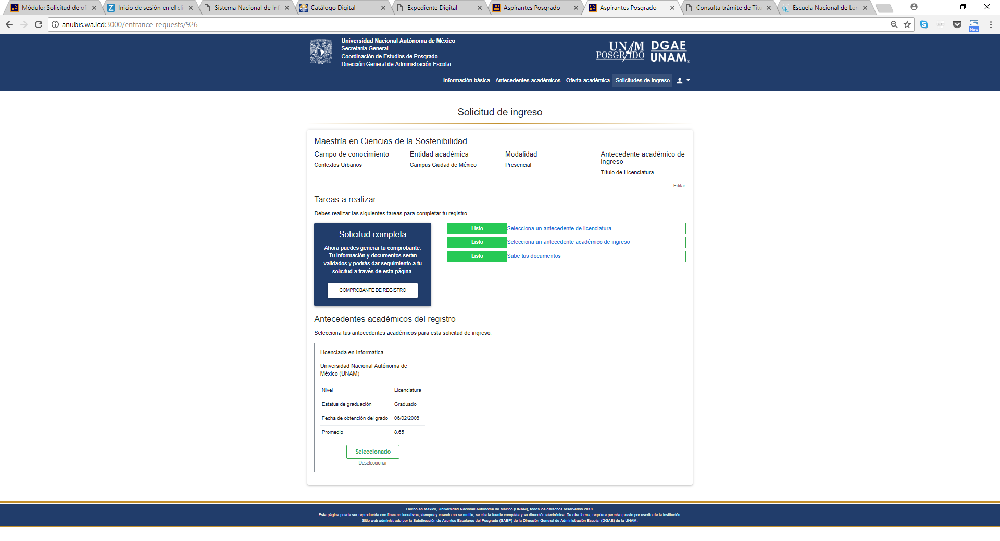 Módulo: Solicitud de of
Inicio de sesión en el cl
Sistema Nacional de Inf
Catálogo Digital
Expediente Digital
Aspirantes Posgrado
Aspirantes Posgrado
Consulta trámite de Titu
Escuela Nacional de Len
anubis.wa.lcd:3000/entrance_requests/926
New
Universidad Nacional Autónoma de México
Secretaría General
Coordinación de Estudios de Posgrado
Dirección General de Administración Escolar
UNAM
POSGRADO
DGAE
UNAM
Información básica
Antecedentes académicos
Oferta académica
Solicitudes de ingreso
Solicitud de ingreso
Maestría en Ciencias de la Sostenibilidad
Campo de conocimiento
Contextos Urbanos
Entidad académica
Campus Ciudad de México
Modalidad
Presencial
Antecedente académico de
ingreso
Título de Licenciatura
Editar
Tareas a realizar
Debes realizar las siguientes tareas para completar tu registro.
Solicitud completa
Ahora puedes generar tu comprobante.
Tu información y documentos serán
validados y podrás dar seguimiento a tu
solicitud a través de esta página.
COMPROBANTE DE REGISTRO
Listo Selecciona un antecedente de licenciatura
Listo Selecciona un antecedente académico de ingreso
Listo Sube tus documentos
Antecedentes académicos del registro
Selecciona tus antecedentes académicos para esta solicitud de ingreso.
Licenciada en Informática
Universidad Nacional Autónoma de
México (UNAM)
Nivel Licenciatura
Estatus de graduación Graduado
Fecha de obtención del grado 06/02/2006
Promedio 8.65
Seleccionado
Deseleccionar
Hecho en México, Universidad Nacional Autónoma de México (UNAM), todos los derechos reservados 2018.
Esta página puede ser reproducida con fines no lucrativos, siempre y cuando no se mutile, se cite la fuente completa y su dirección electrónica. De otra forma, requiere permiso previo por escrito de la institución.
Sitio web administrado por la Subdirección de Asuntos Escolares del Posgrado (SAEP) de la Dirección General de Administración Escolar (DGAE) de la UNAM.